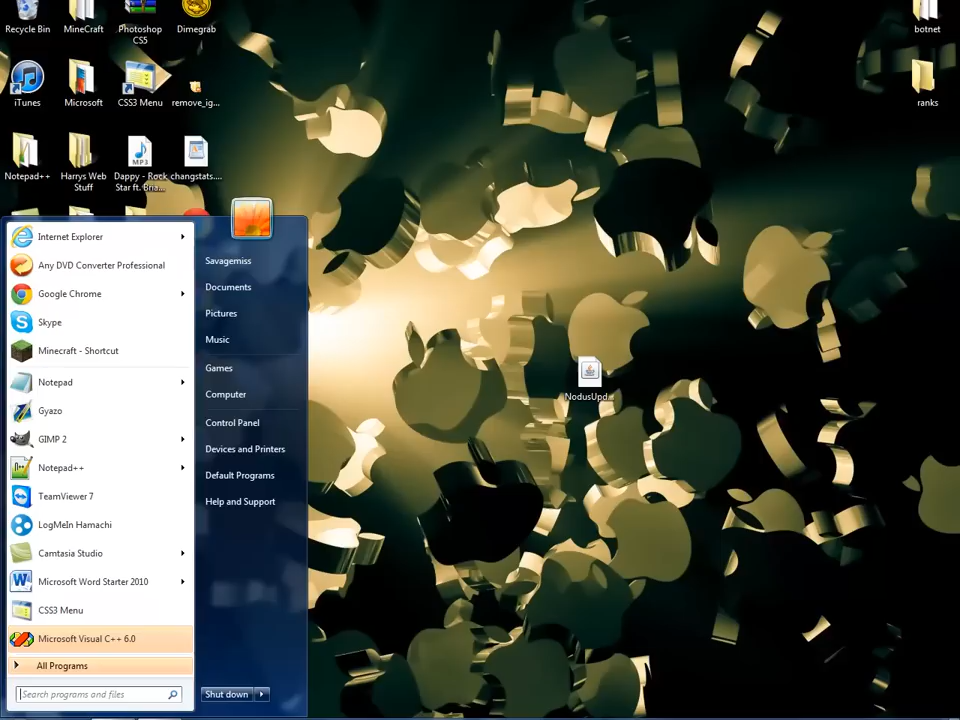 Recycle Bin
MineCraft
Photoshop
CS5
Dimegrab
botnet
iTunes
Microsoft
CSS3 Menu
remove_ig...
ranks
Notepad++
Harrys Web
Stuff
MP3
Dappy - Rock
Star ft. Bria...
changstats....
Internet Explorer
Any DVD Converter Professional
Google Chrome
Skype
Minecraft - Shortcut
Notepad
Gyazo
GIMP 2
Notepad++
TeamViewer 7
LogMeIn Hamachi
Camtasia Studio
Microsoft Word Starter 2010
CSS3 Menu
Microsoft Visual C++ 6.0
All Programs
Search programs and files
Savagemiss
Documents
Pictures
Music
Games
Computer
Control Panel
Devices and Printers
Default Programs
Help and Support
Shut down
NodusUpd...